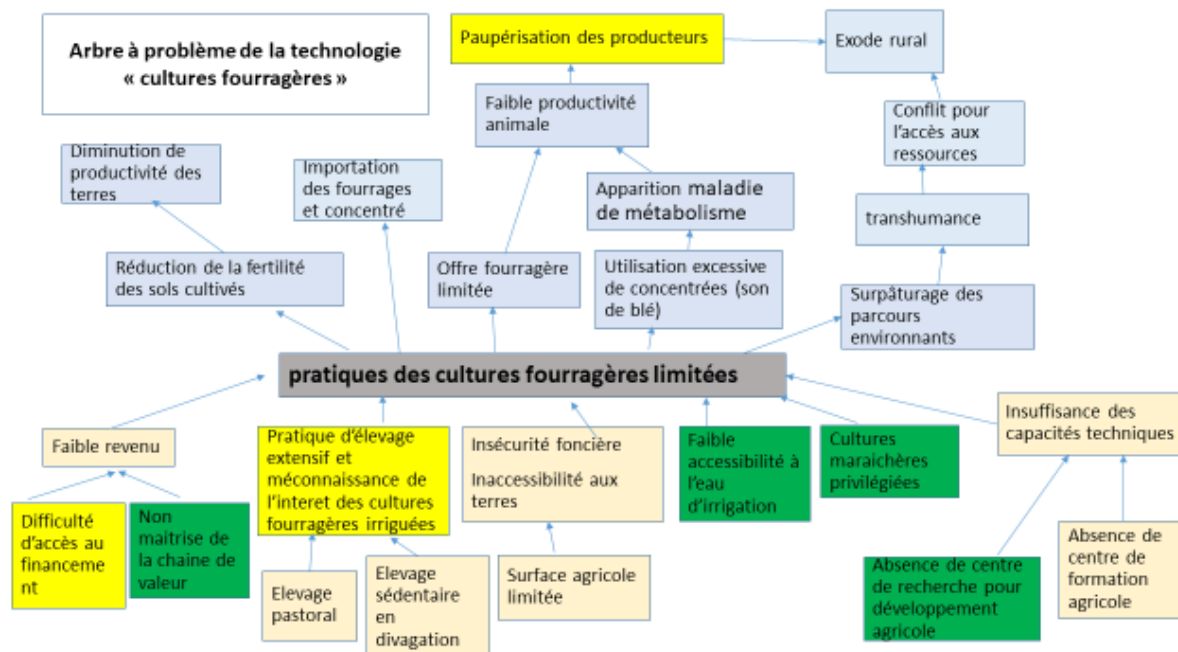 Arbre à problème de la technologie
« cultures fourragères »
Paupérisation des producteurs
Exode rural
Faible productivité
animale
Conflit pour
l'accès aux
ressources
Diminution de
productivité des
terres
Importation
des fourrages
et concentré
Apparition maladie
de métabolisme
transhumance
Réduction de la fertilité
des sols cultivés
Offre fourragère
limitée
Utilisation excessive
de concentrées (son
de blé)
Surpâturage des
parcours
environnants
pratiques des cultures fourragères limitées
Faible revenu
Pratique d'élevage
extensif et
méconnaissance de
l'interet des cultures
fourragères irriguées
Insécurité foncière
Inaccessibilité aux
terres
Faible
accessibilité à
l'eau
d'irrigation
Cultures
maraichères
privilégiées
Insuffisance des
capacités techniques
Difficulté
d'accès au
financeme
nt
Non
maitrise de
la chaine de
valeur
Elevage
pastoral
Elevage
sédentaire
en
divagation
Surface agricole
limitée
Absence de centre
de recherche pour
développement
agricole
Absence de
centre de
formation
agricole